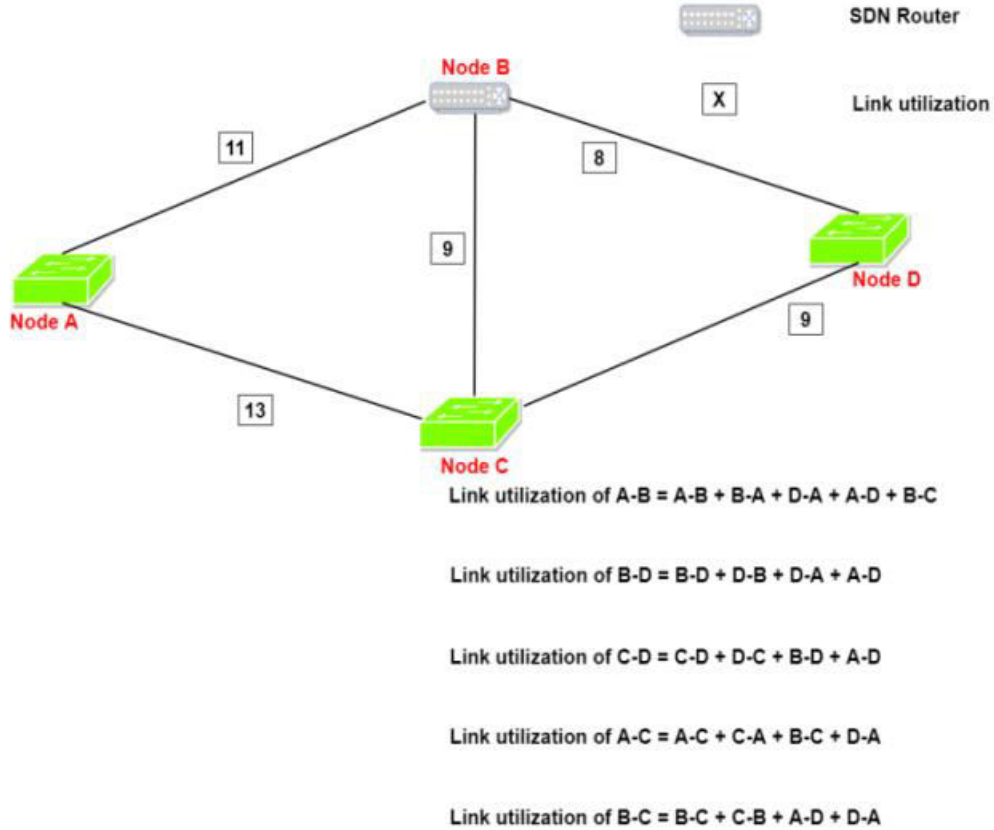 SDN Router
Node B
X
Link utilization
11
8
9
Node D
Node A
9
13
Node C
Link utilization of A-B = A-B + B-A + D-A + A-D + B-C
Link utilization of B-D = B-D + D-B + D-A + A-D
Link utilization of C-D = C-D + D-C + B-D + A-D
Link utilization of A-C = A-C + C-A + B-C + D-A
Link utilization of B-C = B-C + C-B + A-D + D-A